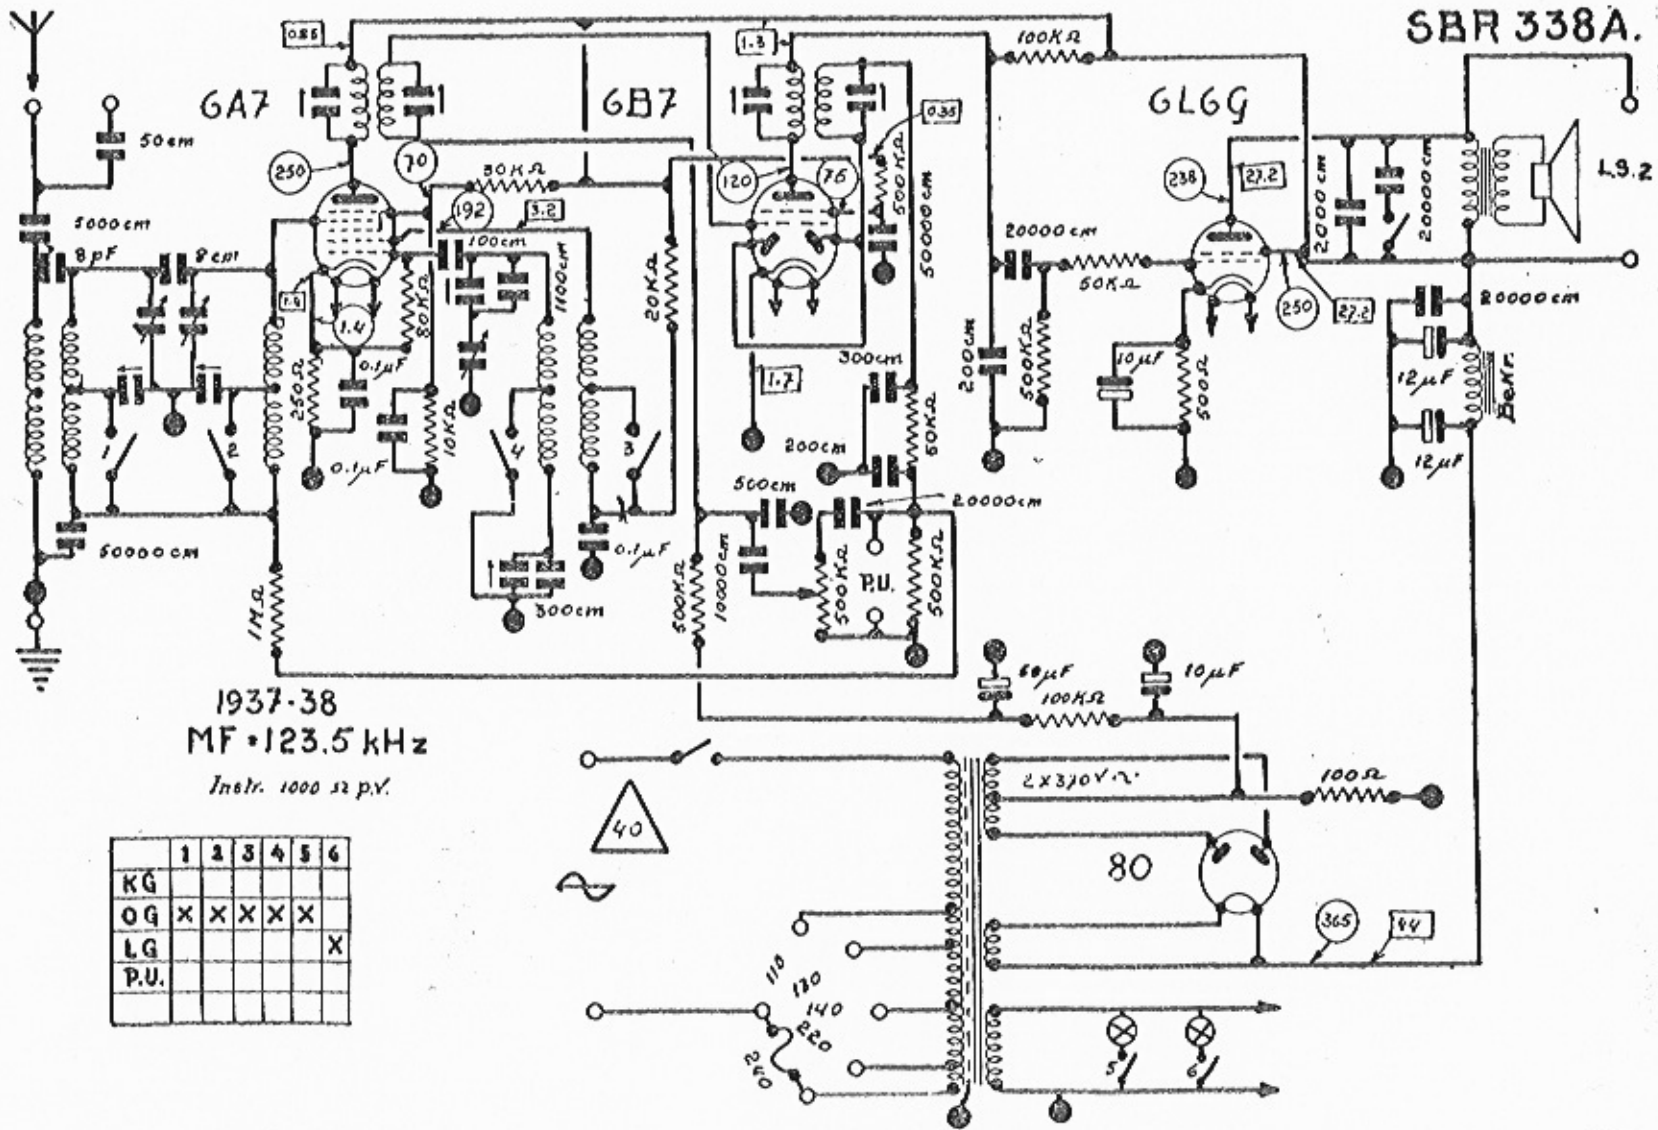 SBR 338A.
0.86
1.3
100KΩ
6A7
6B7
6L6G
50cm
0.35
250
70
30KΩ
120
76
500KΩ
50000cm
238
27.2
2000cm
20000cm
LS.2
5000cm
192
3.2
100cm
20000cm
8pF
8cm
1100cm
20KΩ
50KΩ
250
27.2
20000cm
1.4
80KΩ
300cm
200cm
500KΩ
10µF
500Ω
12µF
Bekr.
0.1µF
250Ω
1.7
50KΩ
1
2
10KΩ
4
3
200cm
12µF
0.1µF
500cm
20000cm
50000cm
0.1µF
1MΩ
300cm
500KΩ
10000cm
500KΩ
P.U.
500KΩ
60µF
10µF
100KΩ
1937-38
MF=123.5 kHz
Instr. 1000 Ω p.V.
2X370V
100Ω
40
80
1 2 3 4 5 6
KG
OG X X X X X
LG X
P.U.
365
44
110
130
140
220
240
5
6